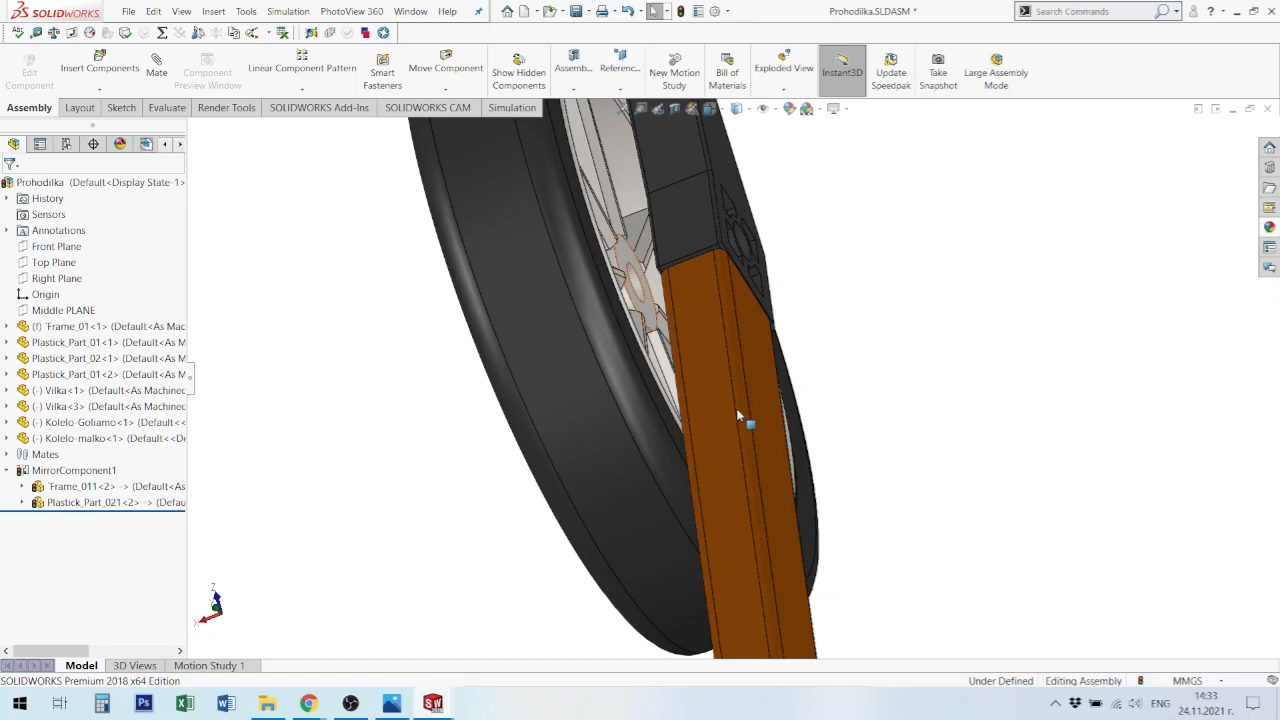 SOLIDWORKS File Edit View Insert Tools Simulation PhotoView 360 Window Help Prohodilka.SLDASM * Search Commands
Edit Component Insert Components Mate Component Preview Window Linear Component Pattern Smart Fasteners Move Component Show Hidden Components Assemb... Referenc... New Motion Study Bill of Materials Exploded View Instant3D Update Speedpak Take Snapshot Large Assembly Mode
Assembly Layout Sketch Evaluate Render Tools SOLIDWORKS Add-Ins SOLIDWORKS CAM Simulation
Prohodilka (Default<Display State-1>
History
Sensors
Annotations
Front Plane
Top Plane
Right Plane
Origin
Middle PLANE
(f) Frame_01<1> (Default<As Mac
Plastick_Part_01<1> (Default<As M
Plastick_Part_02<1> (Default<As M
Plastick_Part_01<2> (Default<As M
(-) Vilka<1> (Default<As Machined
(-) Vilka<3> (Default<As Machined
(-) Kolelo-Goliamo<1> (Default<
(-) Kolelo-malko<1> (Default<<De
Mates
MirrorComponent1
Frame_011<2> -> (Default<As
Plastick_Part_021<2> -> (Defau
Z
X
Model 3D Views Motion Study 1
SOLIDWORKS Premium 2018 x64 Edition Under Defined Editing Assembly MMGS
ENG 14:33
24.11.2021 г.